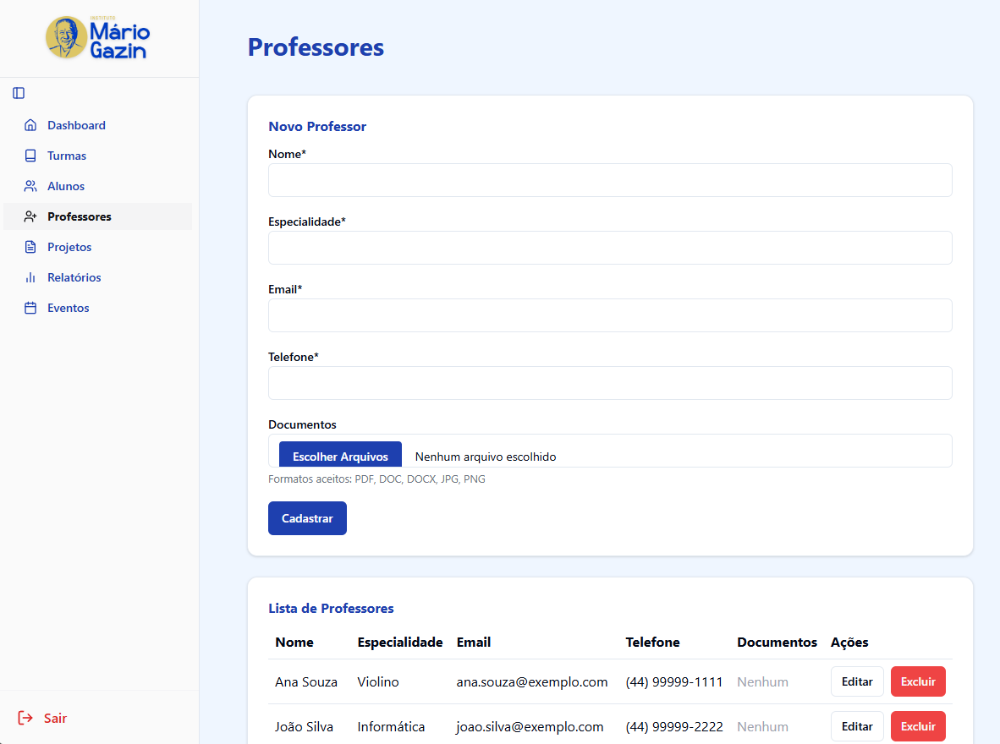 INSTITUTO
Mário
Gazin
Dashboard
Turmas
Alunos
Professores
Projetos
Relatórios
Eventos
Sair
Professores
Novo Professor
Nome*
Especialidade*
Email*
Telefone*
Documentos
Escolher Arquivos Nenhum arquivo escolhido
Formatos aceitos: PDF, DOC, DOCX, JPG, PNG
Cadastrar
Lista de Professores
Nome Especialidade Email Telefone Documentos Ações
Ana Souza Violino ana.souza@exemplo.com (44) 99999-1111 Nenhum Editar Excluir
João Silva Informática joao.silva@exemplo.com (44) 99999-2222 Nenhum Editar Excluir